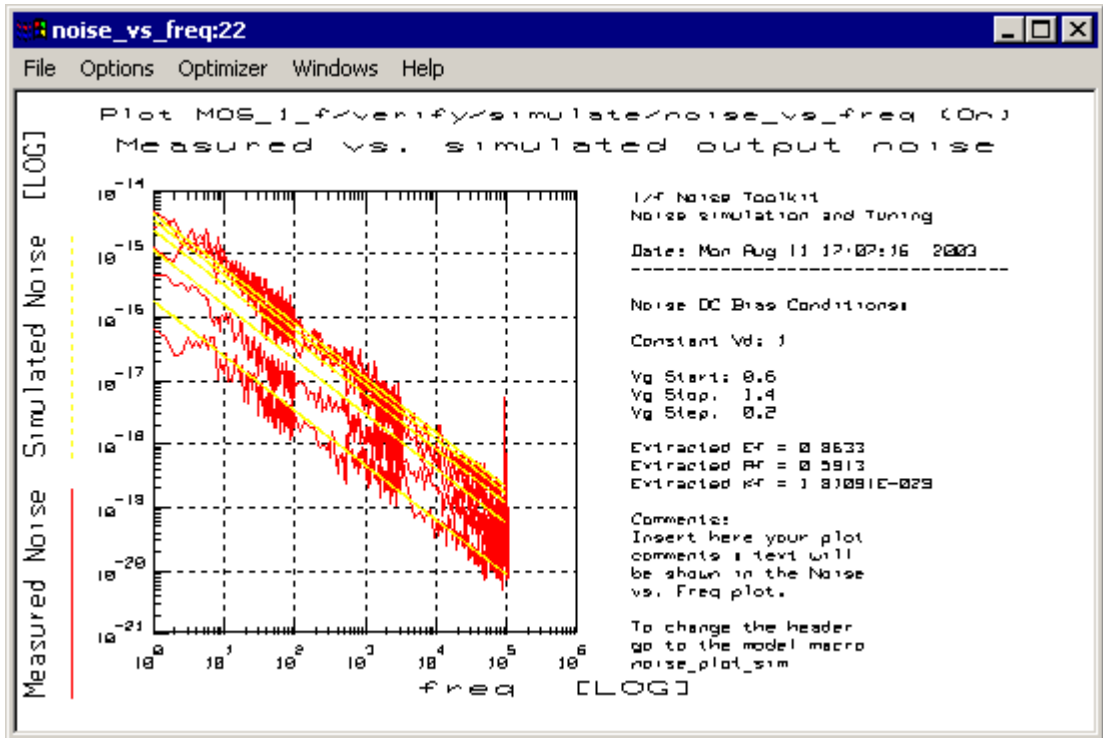 noise_vs_freq:22
File Options Optimizer Windows Help
Plot MOS_1_f/verify/simulate/noise_vs_freq (On)
Measured vs. simulated output noise
Measured Noise Simulated Noise [LOG]
10^-14
10^-15
10^-16
10^-17
10^-18
10^-19
10^-20
10^-21
10^0 10^1 10^2 10^3 10^4 10^5 10^6
freq [LOG]
1/f Noise Toolkit
Noise simulation and Tuning
Date: Mon Aug 11 17:07:16 2003
------------------------------------
Noise DC Bias Conditions:
Constant Vd: 1
Vg Start: 0.6
Vg Stop. 1.4
Vg Step. 0.2
Extracted Ef = 0.8633
Extracted Af = 0.5913
Extracted Kf =
Comments:
Insert here your plot
comments : text will
be shown in the Noise
vs. Freq plot.
To change the header
go to the model macro
noise_plot_sim